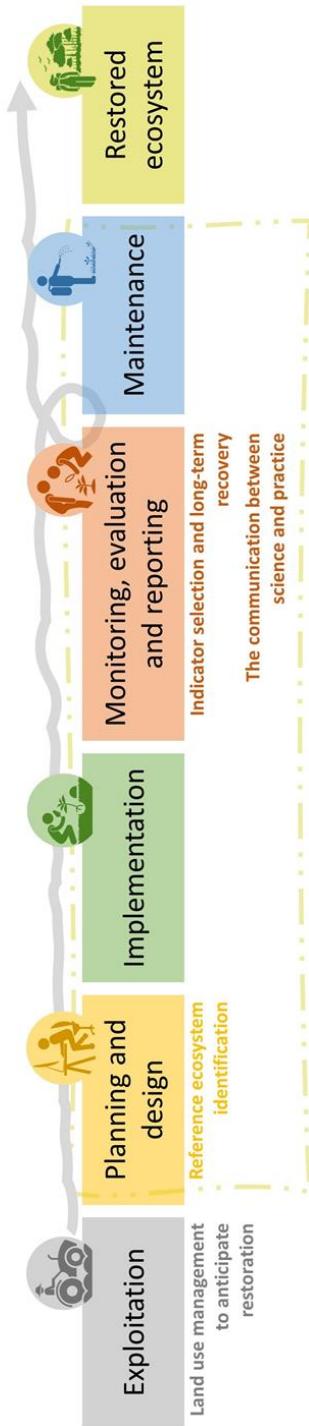 Exploitation
Land use management
to anticipate
restoration
Planning and
design
Reference ecosystem
identification
Implementation
Monitoring, evaluation
and reporting
Indicator selection and long-term
recovery
The communication between
science and practice
Maintenance
Restored
ecosystem